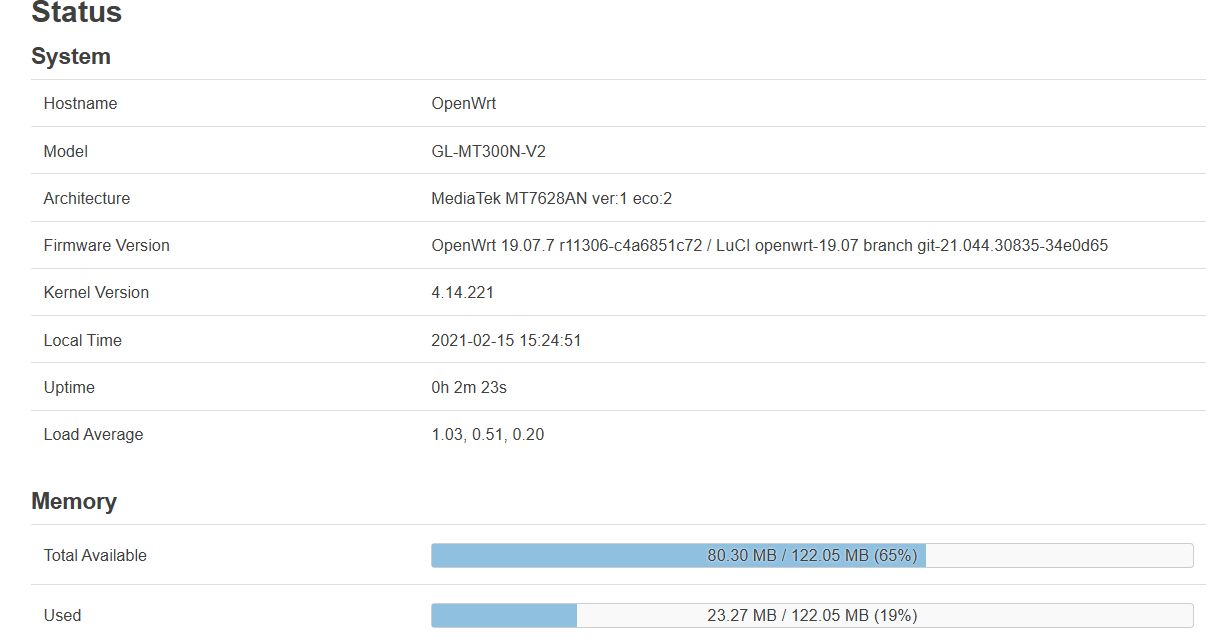 Status
System
Hostname OpenWrt
Model GL-MT300N-V2
Architecture MediaTek MT7628AN ver:1 eco:2
Firmware Version OpenWrt 19.07.7 r11306-c4a6851c72 / LuCI openwrt-19.07 branch git-21.044.30835-34e0d65
Kernel Version 4.14.221
Local Time 2021-02-15 15:24:51
Uptime 0h 2m 23s
Load Average 1.03, 0.51, 0.20
Memory
Total Available 80.30 MB / 122.05 MB (65%)
Used 23.27 MB / 122.05 MB (19%)